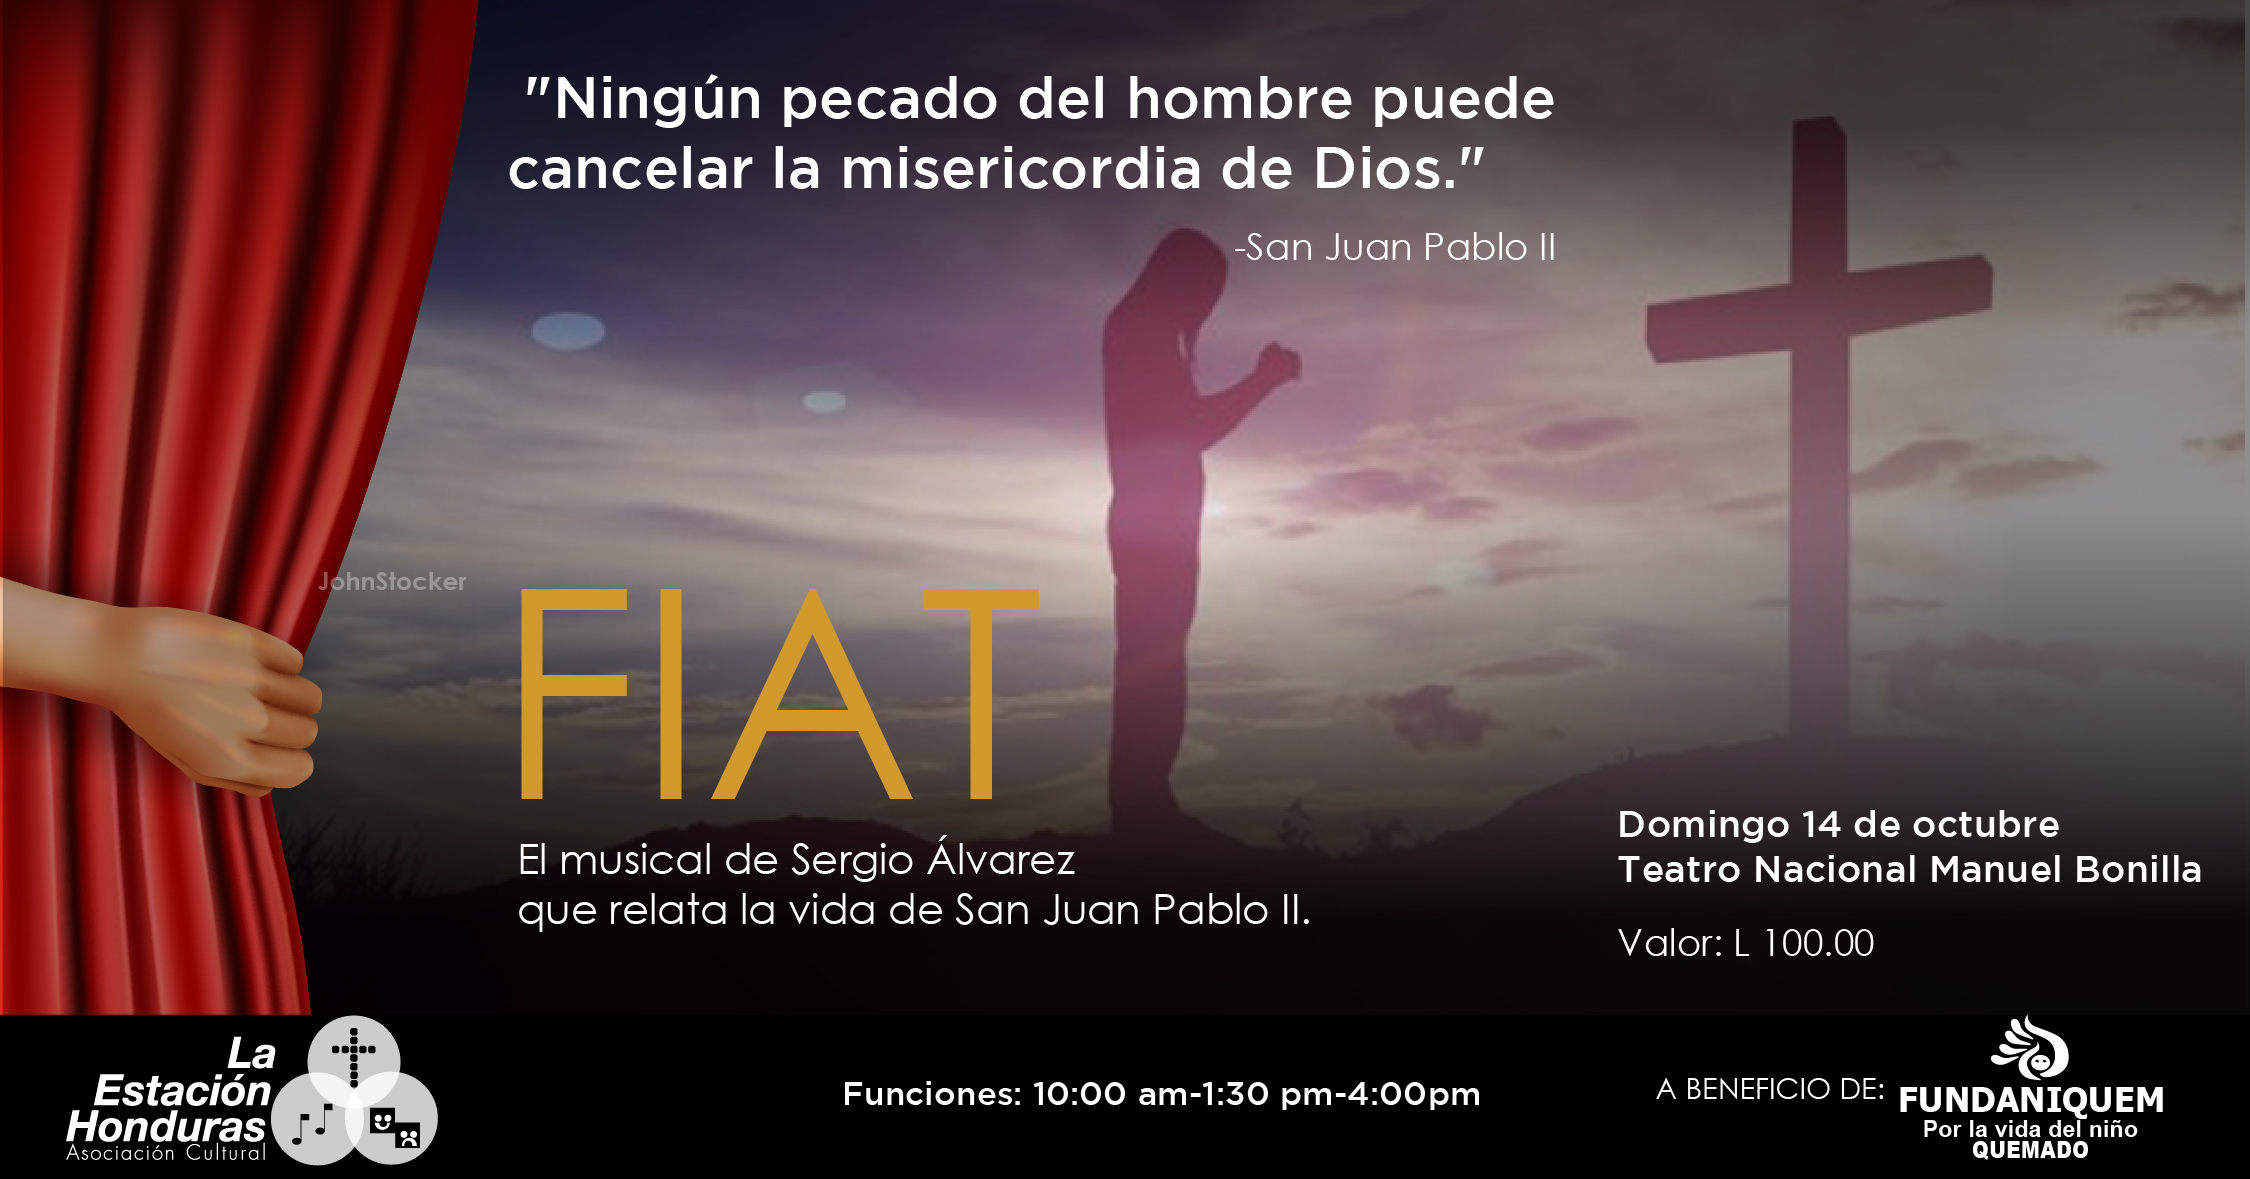 "Ningún pecado del hombre puede
cancelar la misericordia de Dios."
-San Juan Pablo II
JohnStocker
FIAT
El musical de Sergio Álvarez
que relata la vida de San Juan Pablo II.
Domingo 14 de octubre
Teatro Nacional Manuel Bonilla
Valor: L 100.00
La
Estación
Honduras
Asociación Cultural
Funciones: 10:00 am-1:30 pm-4:00pm
A BENEFICIO DE:
FUNDANIQUEM
Por la vida del niño
QUEMADO